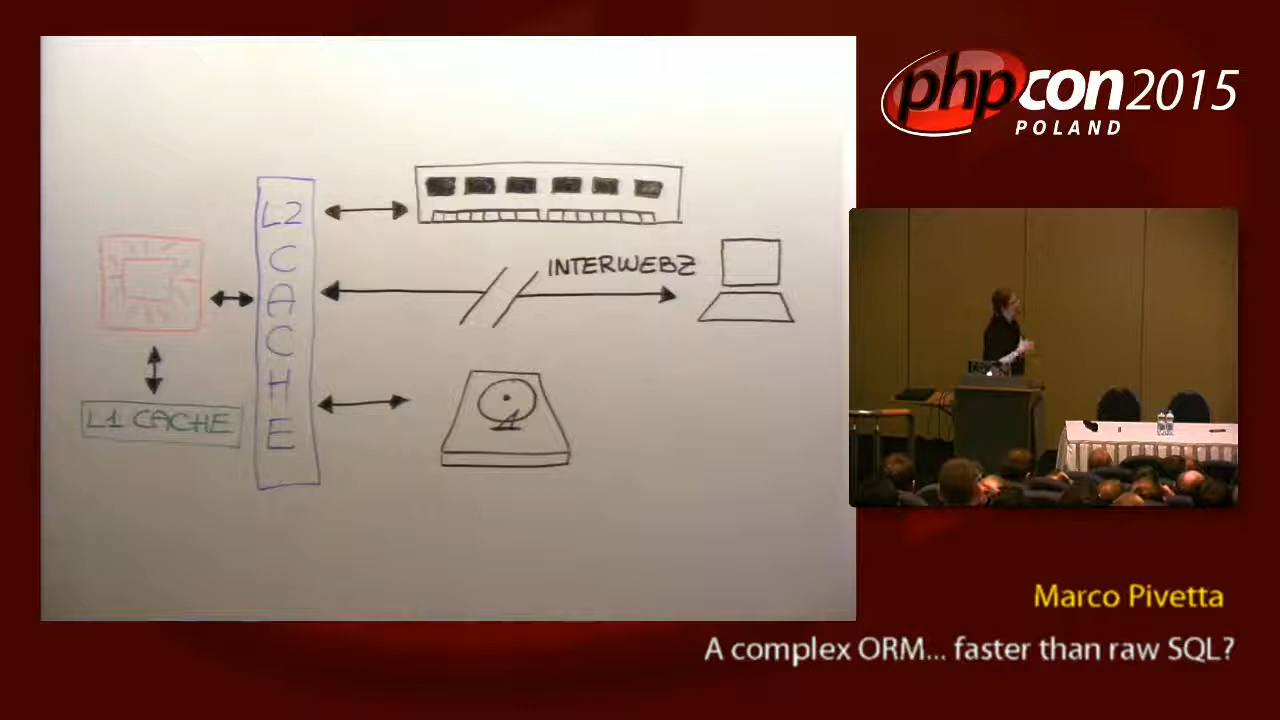 L2
CACHE
INTERWEBZ
L1 CACHE
phpcon2015
POLAND
Marco Pivetta
A complex ORM... faster than raw SQL?